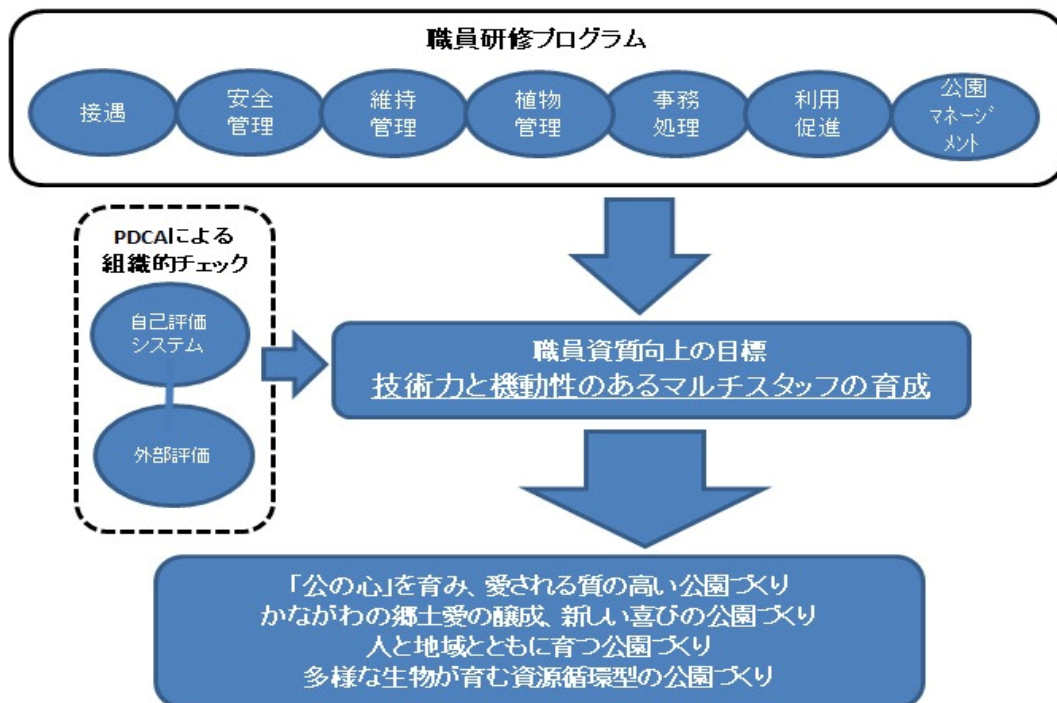 職員研修プログラム
接遇
安全
管理
維持
管理
植物
管理
事務
処理
利用
促進
公園
マネージ
メント
PDCAによる
組織的チェック
自己評価
システム
外部評価
職員資質向上の目標
技術力と機動性のあるマルチスタッフの育成
「公の心」を育み、愛される質の高い公園づくり
かながわの郷土愛の醸成、新しい喜びの公園づくり
人と地域とともに育つ公園づくり
多様な生物が育む資源循環型の公園づくり